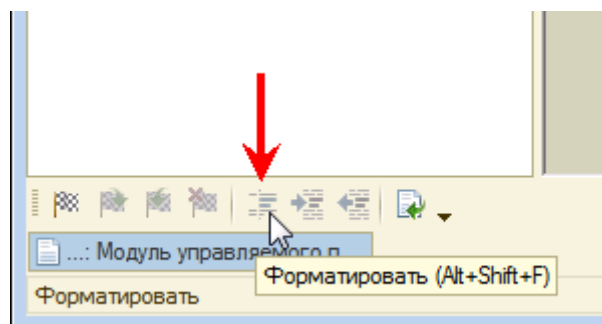 ...: Модуль управляемого п...
Форматировать (Alt+Shift+F)
Форматировать